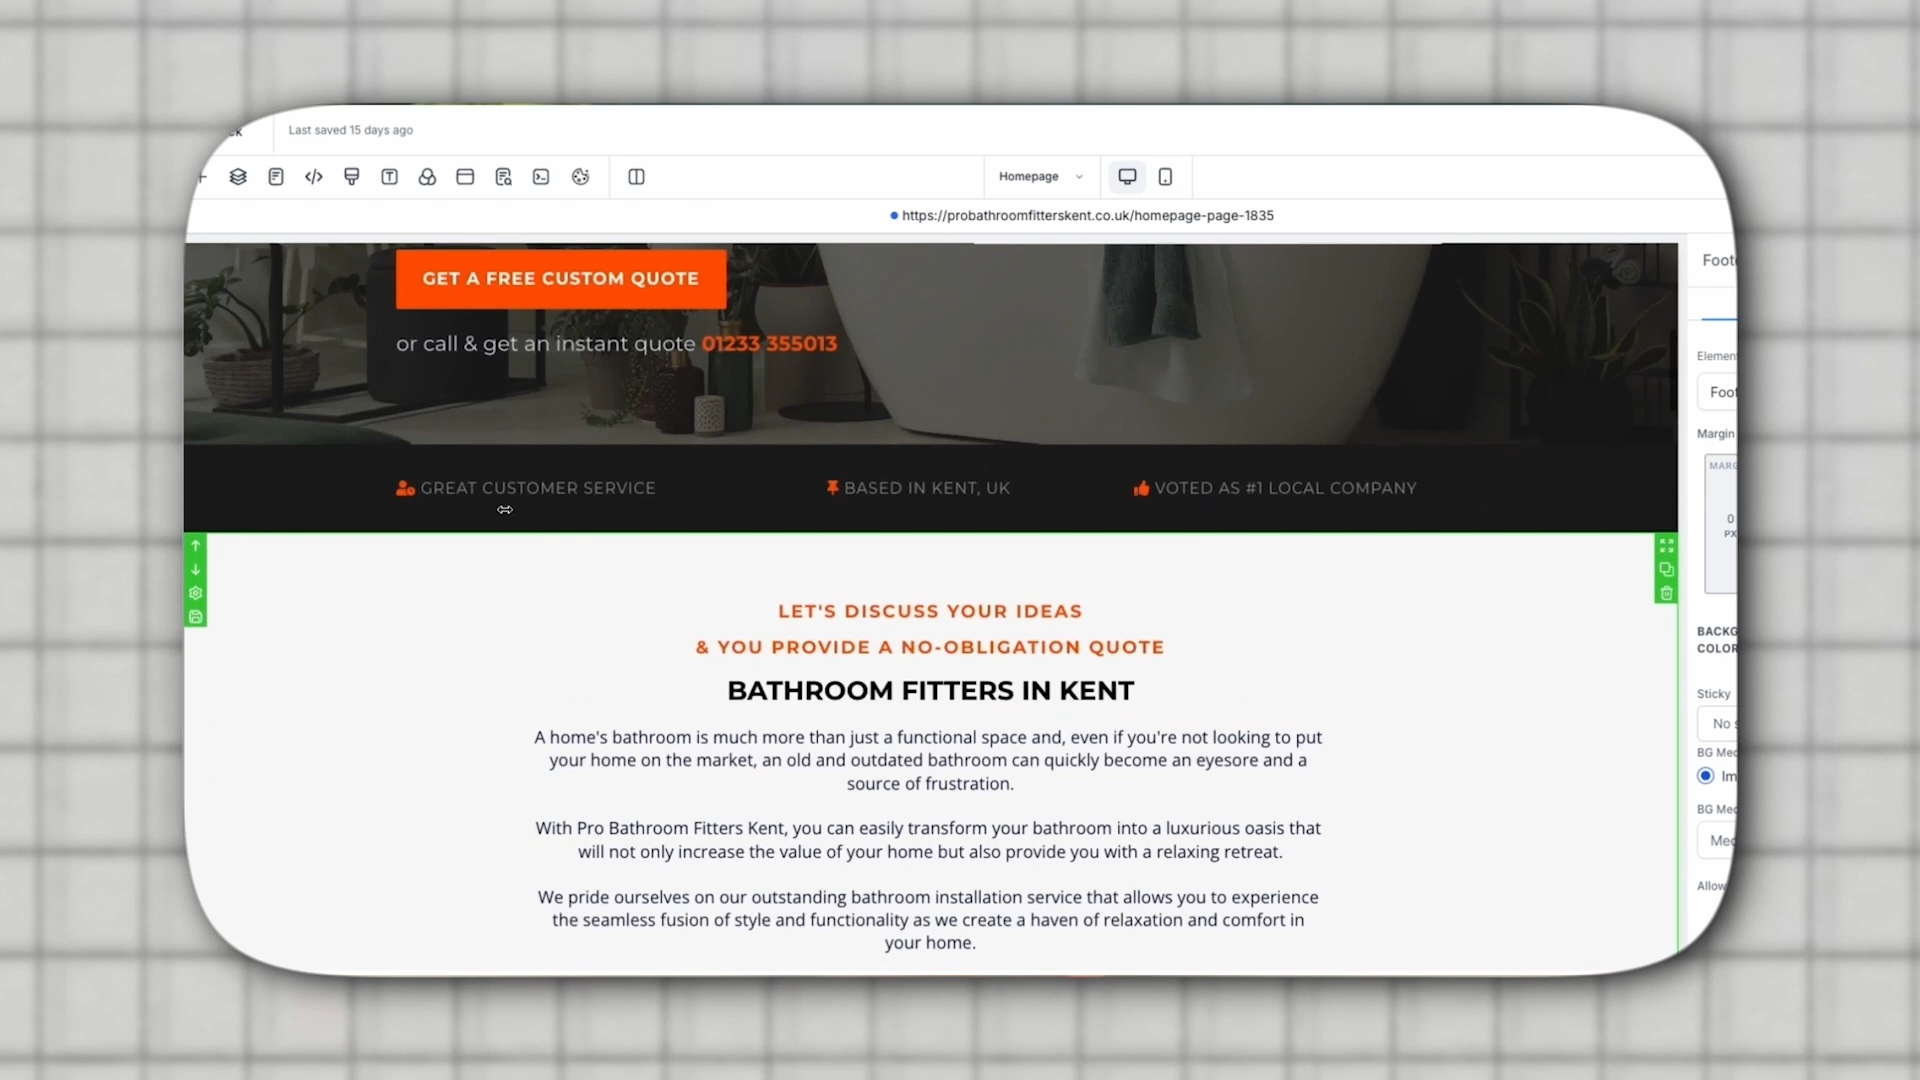 Last saved 15 days ago
Homepage
https://probathroomfitterskent.co.uk/homepage-page-1835
GET A FREE CUSTOM QUOTE
or call & get an instant quote 01233 355013
GREAT CUSTOMER SERVICE
BASED IN KENT, UK
VOTED AS #1 LOCAL COMPANY
LET'S DISCUSS YOUR IDEAS
& YOU PROVIDE A NO-OBLIGATION QUOTE
BATHROOM FITTERS IN KENT
A home's bathroom is much more than just a functional space and, even if you're not looking to put
your home on the market, an old and outdated bathroom can quickly become an eyesore and a
source of frustration.
With Pro Bathroom Fitters Kent, you can easily transform your bathroom into a luxurious oasis that
will not only increase the value of your home but also provide you with a relaxing retreat.
We pride ourselves on our outstanding bathroom installation service that allows you to experience
the seamless fusion of style and functionality as we create a haven of relaxation and comfort in
your home.
Foot
Element
Foot
Margin
MARG
0
PX
BACKG
COLOR
Sticky
No s
BG Med
Im
BG Med
Med
Allow